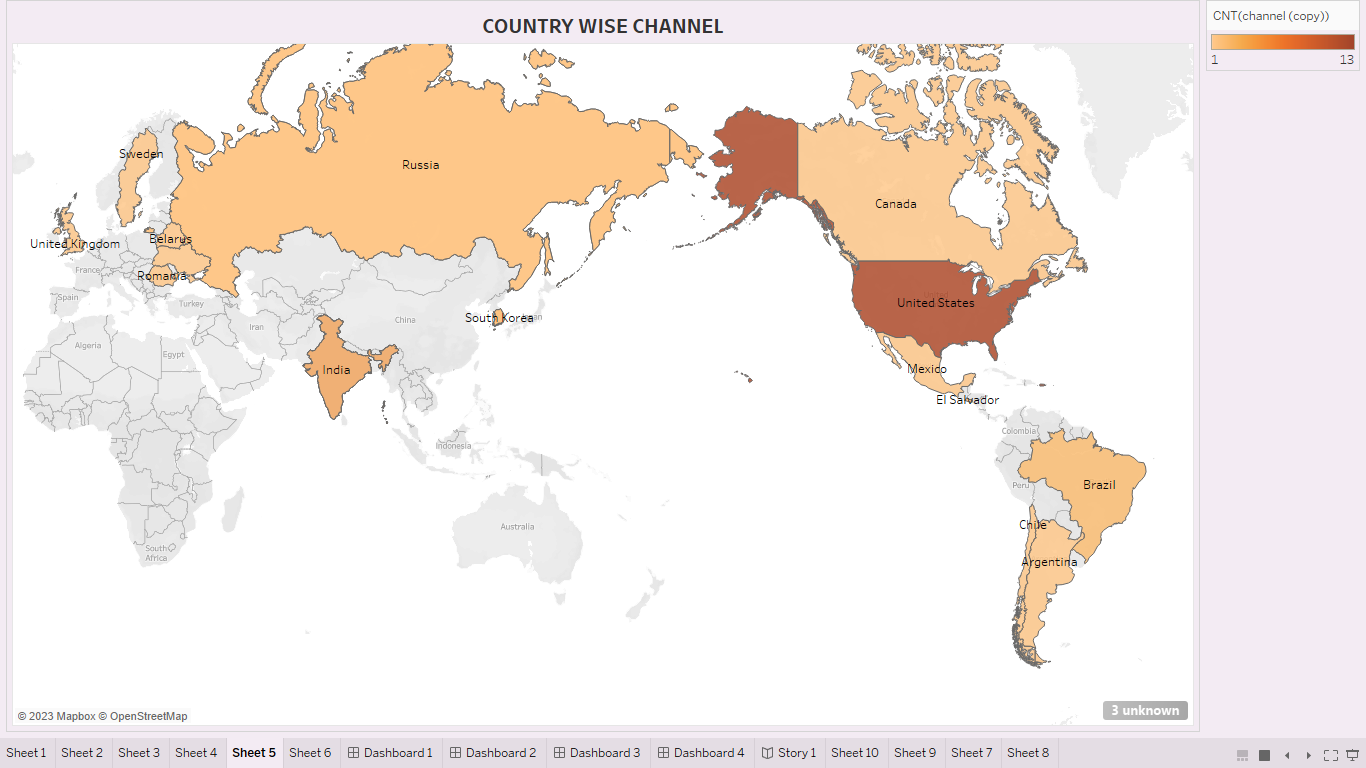 COUNTRY WISE CHANNEL
CNT(channel (copy))
1 13
Sweden
Russia
Canada
United Kingdom
Belarus
France
Romania
Spain
Turkey
United States
South Korea
China
Iran
Algeria
Egypt
India
Mexico
El Salvador
Colombia
Indonesia
Peru
Brazil
Australia
Chile
South
Africa
Argentina
3 unknown
© 2023 Mapbox © OpenStreetMap
Sheet 1 Sheet 2 Sheet 3 Sheet 4 Sheet 5 Sheet 6 Dashboard 1 Dashboard 2 Dashboard 3 Dashboard 4 Story 1 Sheet 10 Sheet 9 Sheet 7 Sheet 8